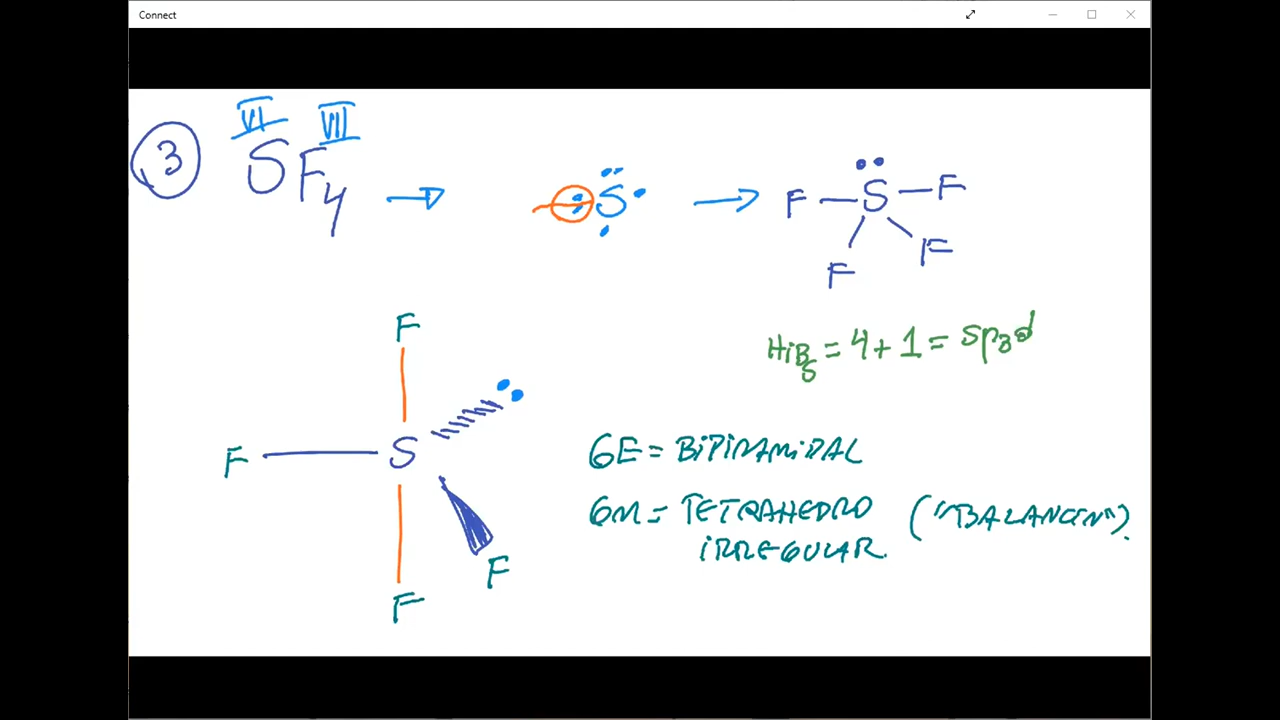 Connect
3
VI VII
SF4
S
F S F
F F
HiB S = 4 + 1 = Sp3d
F
F S
F
F
GE = BiPiRAMiDAL
GM = TETRAHEDRO ("BALANCIN").
iRREGULAR.